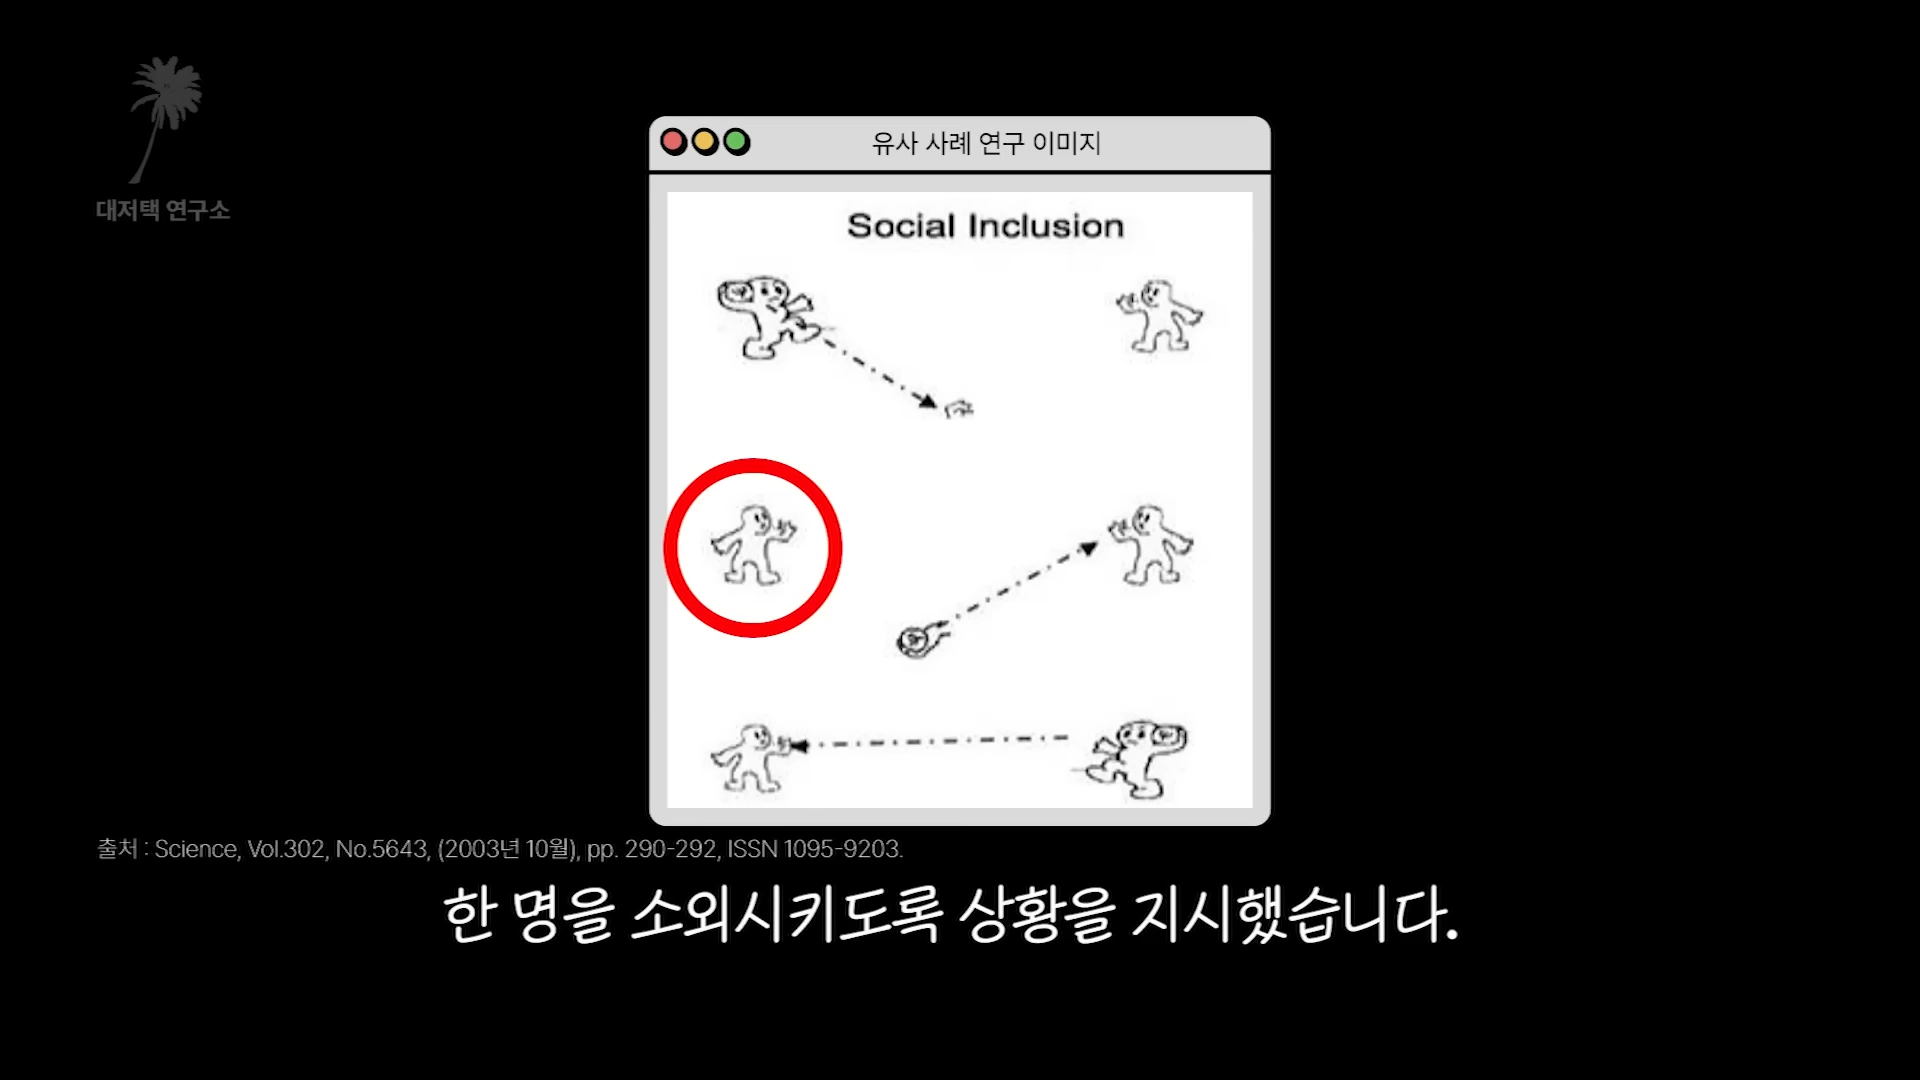 대저택 연구소
유사 사례 연구 이미지
Social Inclusion
출처 : Science, Vol.302, No.5643, (2003년 10월), pp. 290-292, ISSN 1095-9203.
한 명을 소외시키도록 상황을 지시했습니다.